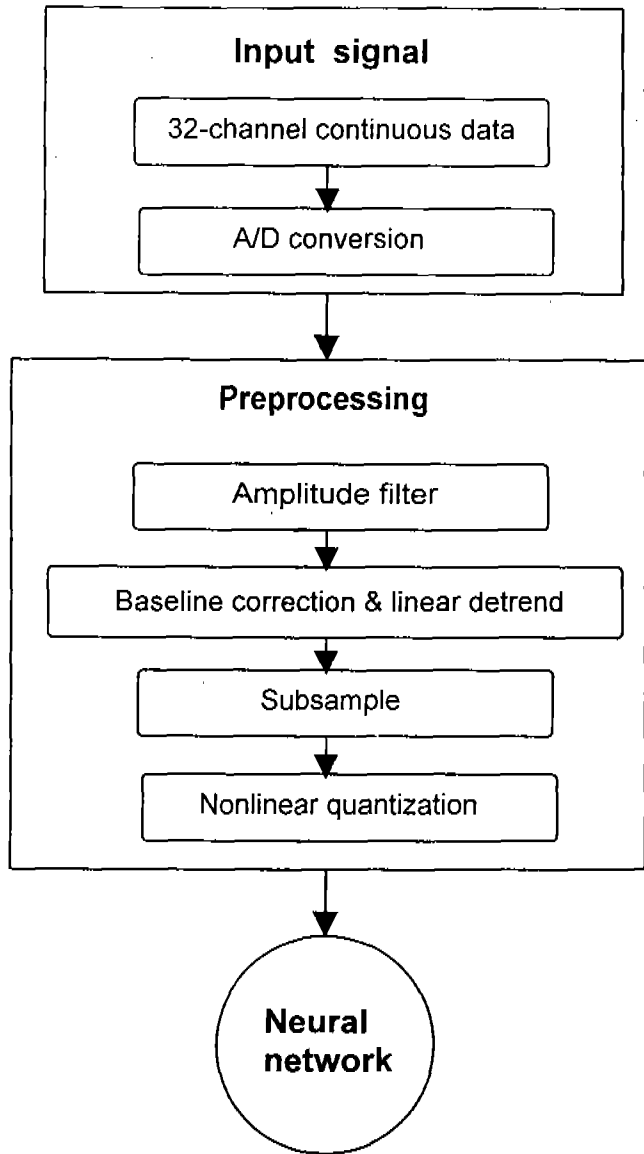 Input signal
32-channel continuous data
A/D conversion
Preprocessing
Amplitude filter
Baseline correction & linear detrend
Subsample
Nonlinear quantization
Neural
network